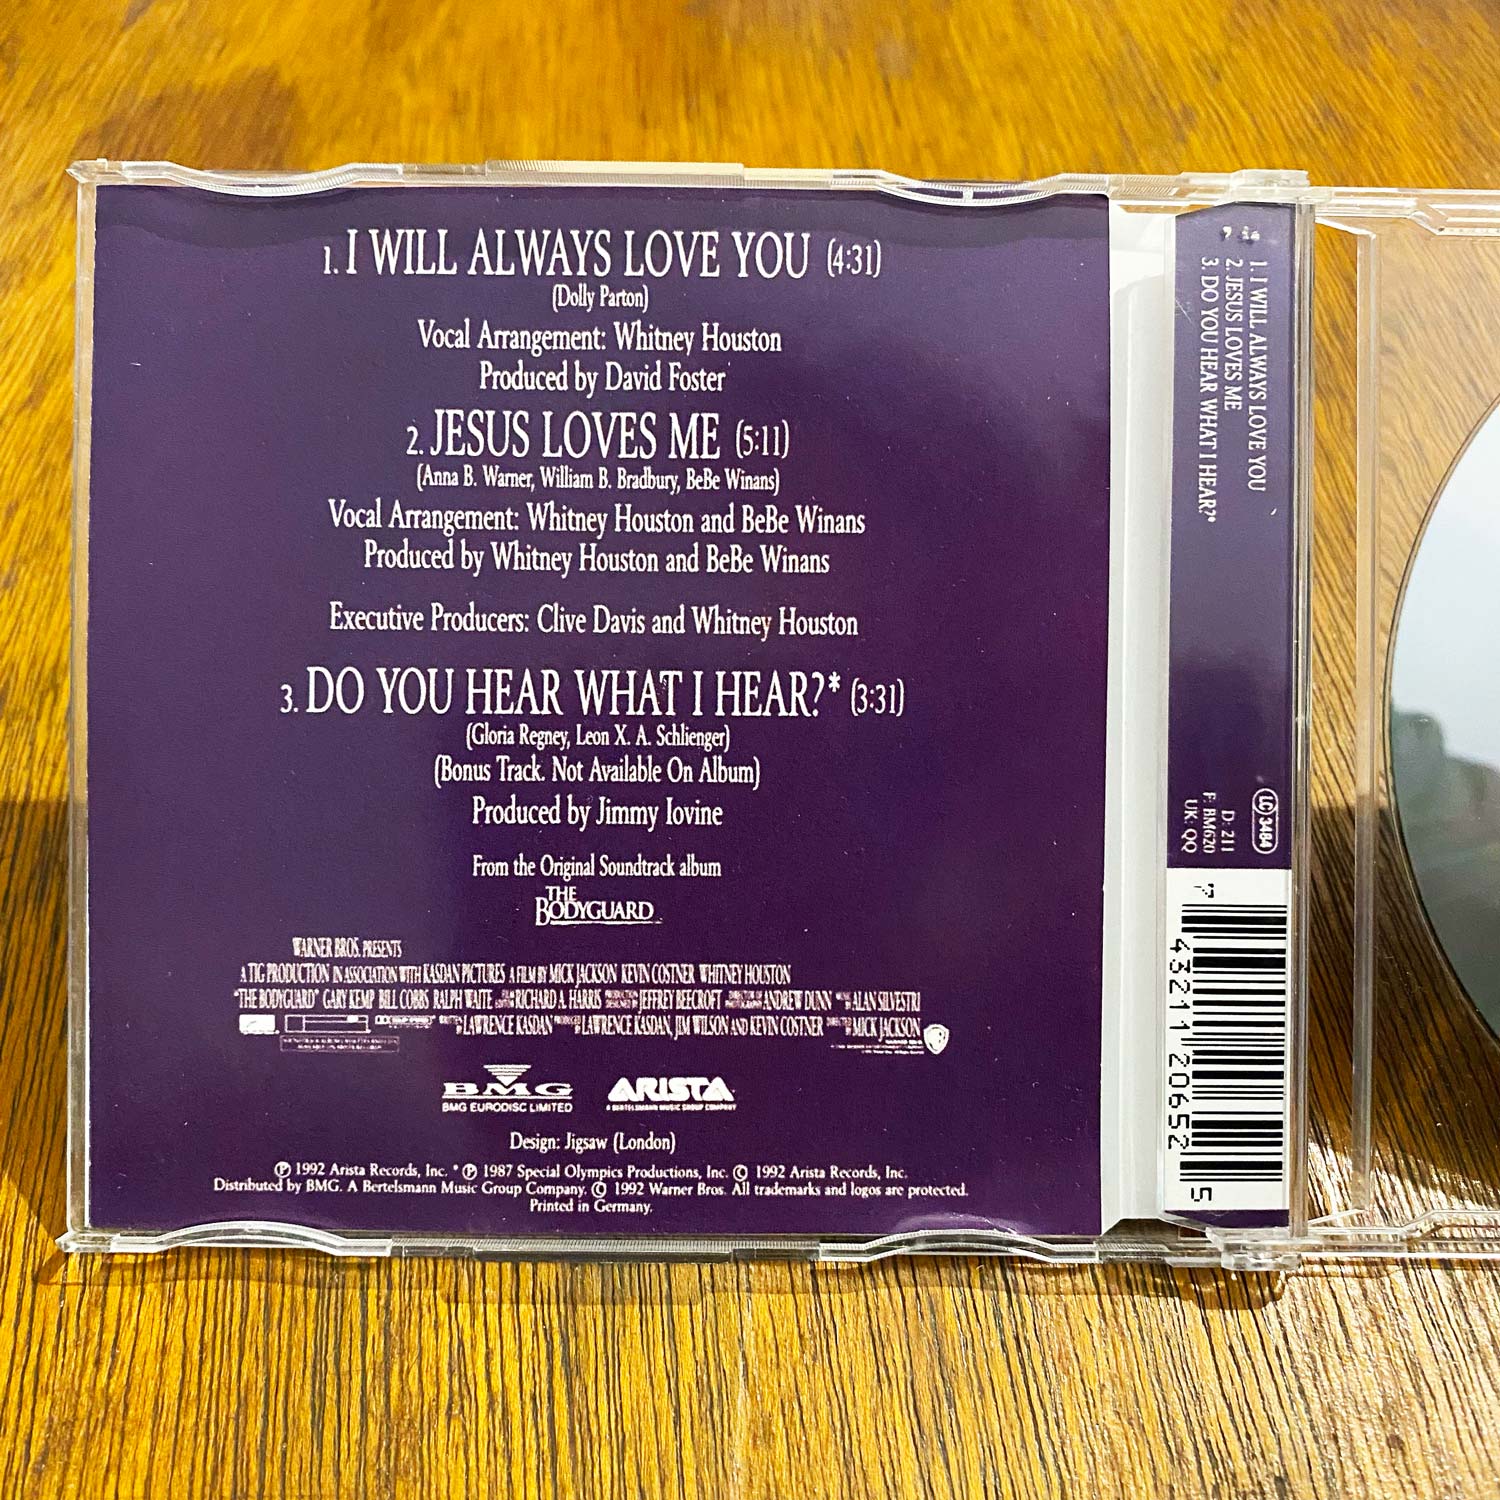 1. I WILL ALWAYS LOVE YOU (4:31)
(Dolly Parton)
Vocal Arrangement: Whitney Houston
Produced by David Foster
2. JESUS LOVES ME (5:11)
(Anna B. Warner, William B. Bradbury, BeBe Winans)
Vocal Arrangement: Whitney Houston and BeBe Winans
Produced by Whitney Houston and BeBe Winans
Executive Producers: Clive Davis and Whitney Houston
3. DO YOU HEAR WHAT I HEAR?* (3:31)
(Gloria Regney, Leon X. A. Schlienger)
(Bonus Track. Not Available On Album)
Produced by Jimmy Iovine
From the Original Soundtrack album
THE
BODYGUARD
WARNER BROS. PRESENTS
A TIG PRODUCTION IN ASSOCIATION WITH KASDAN PICTURES A FILM BY MICK JACKSON KEVIN COSTNER WHITNEY HOUSTON
"THE BODYGUARD" GARY KEMP BILL COBBS RALPH WAITE RICHARD A. HARRIS JEFFREY BEECROFT ANDREW DUNN ALAN SILVESTRI
LAWRENCE KASDAN LAWRENCE KASDAN, JIM WILSON AND KEVIN COSTNER MICK JACKSON
BMG
BMG EURODISC LIMITED
ARISTA
A BERTELSMANN MUSIC GROUP COMPANY
Design: Jigsaw (London)
℗ 1992 Arista Records, Inc. * ℗ 1987 Special Olympics Productions, Inc. © 1992 Arista Records, Inc.
Distributed by BMG. A Bertelsmann Music Group Company. © 1992 Warner Bros. All trademarks and logos are protected.
Printed in Germany.
1. I WILL ALWAYS LOVE YOU
2. JESUS LOVES ME
3. DO YOU HEAR WHAT I HEAR?*
LC 3484
D: 211
F: BM620
UK: QQ
7 43211 20652 5